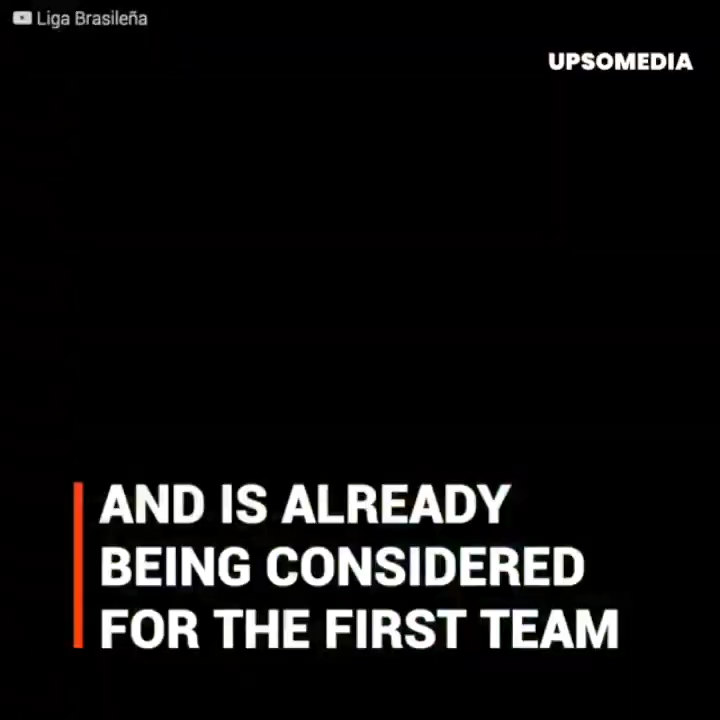 Liga Brasileña
UPSOMEDIA
AND IS ALREADY
BEING CONSIDERED
FOR THE FIRST TEAM